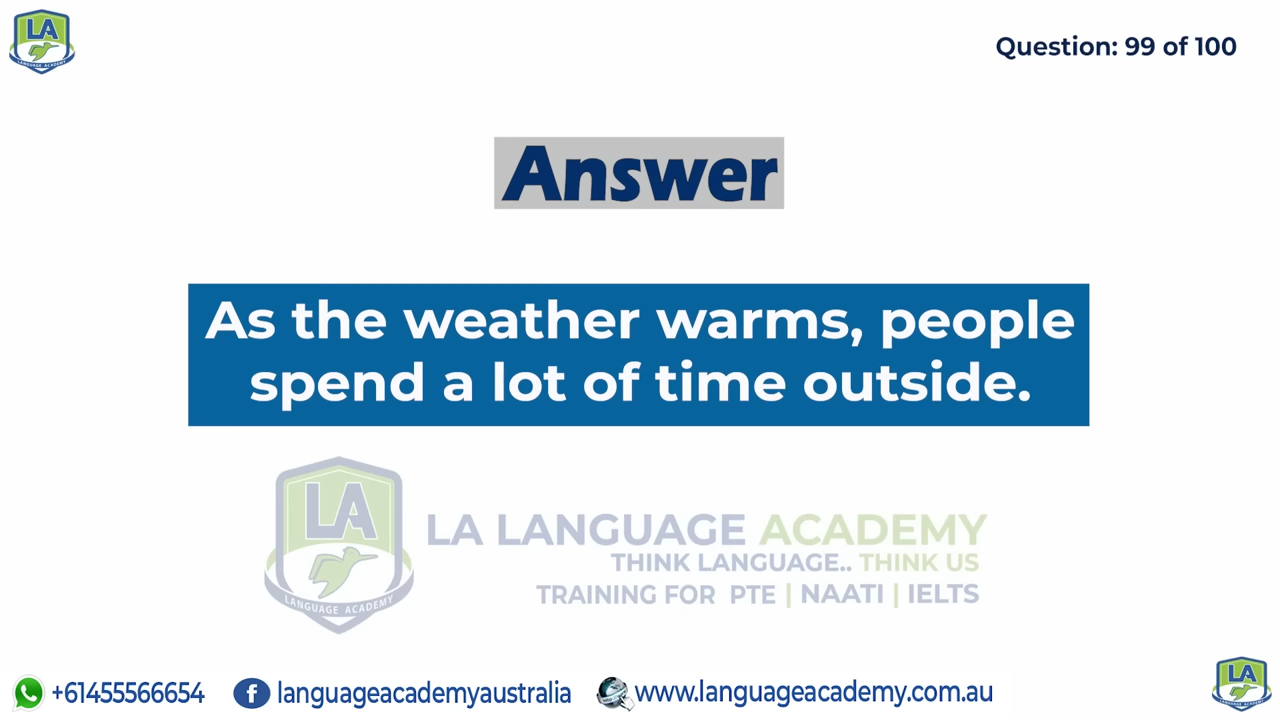 LA
LANGUAGE ACADEMY
Question: 99 of 100
Answer
As the weather warms, people
spend a lot of time outside.
LA
LANGUAGE ACADEMY
LA LANGUAGE ACADEMY
THINK LANGUAGE.. THINK US
TRAINING FOR PTE | NAATI | IELTS
+61455566654
languageacademyaustralia
www.languageacademy.com.au
LA
LANGUAGE ACADEMY